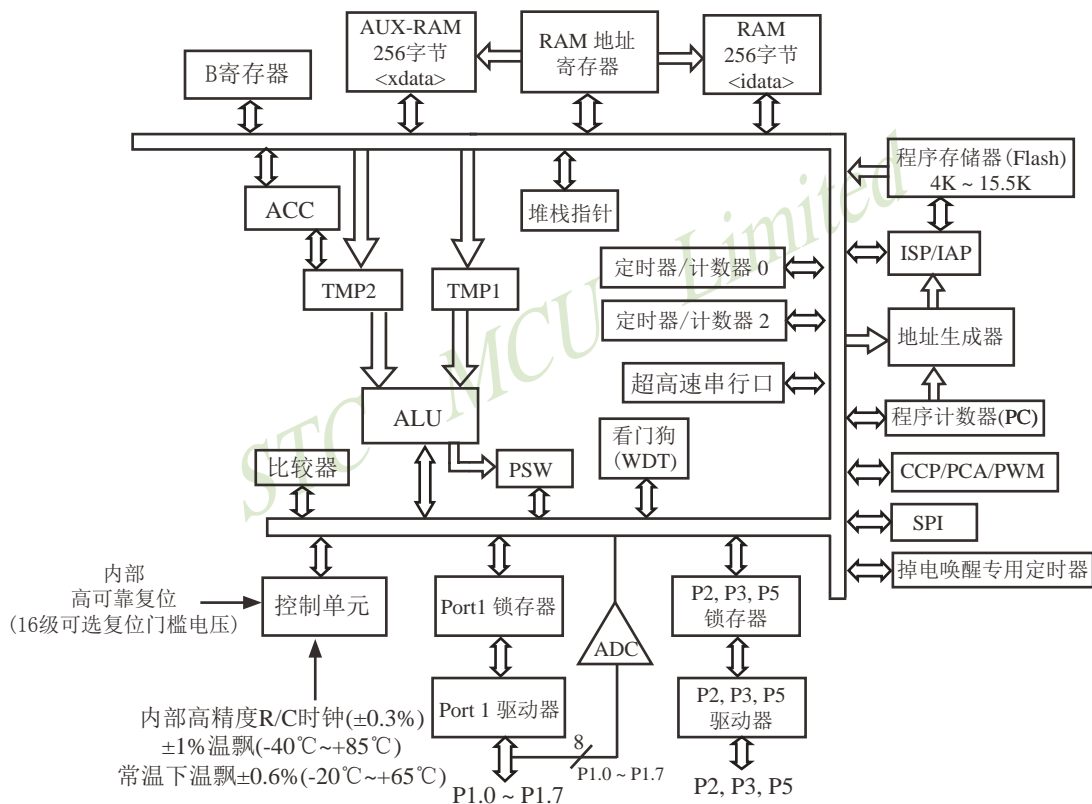 AUX-RAM
256字节
<xdata>
RAM 地址
寄存器
RAM
256字节
<idata>
B寄存器
程序存储器(Flash)
4K ~ 15.5K
ACC
堆栈指针
ISP/IAP
定时器/计数器 0
TMP2
TMP1
定时器/计数器 2
地址生成器
超高速串行口
ALU
程序计数器(PC)
看门狗
(WDT)
比较器
PSW
CCP/PCA/PWM
SPI
掉电唤醒专用定时器
内部
高可靠复位
(16级可选复位门槛电压)
控制单元
Port1 锁存器
ADC
P2, P3, P5
锁存器
内部高精度R/C时钟(±0.3%)
±1%温飘(-40℃~+85℃)
常温下温飘±0.6%(-20℃~+65℃)
Port 1 驱动器
P2, P3, P5
驱动器
8
P1.0 ~ P1.7
P1.0 ~ P1.7
P2, P3, P5
STC MCU Limited